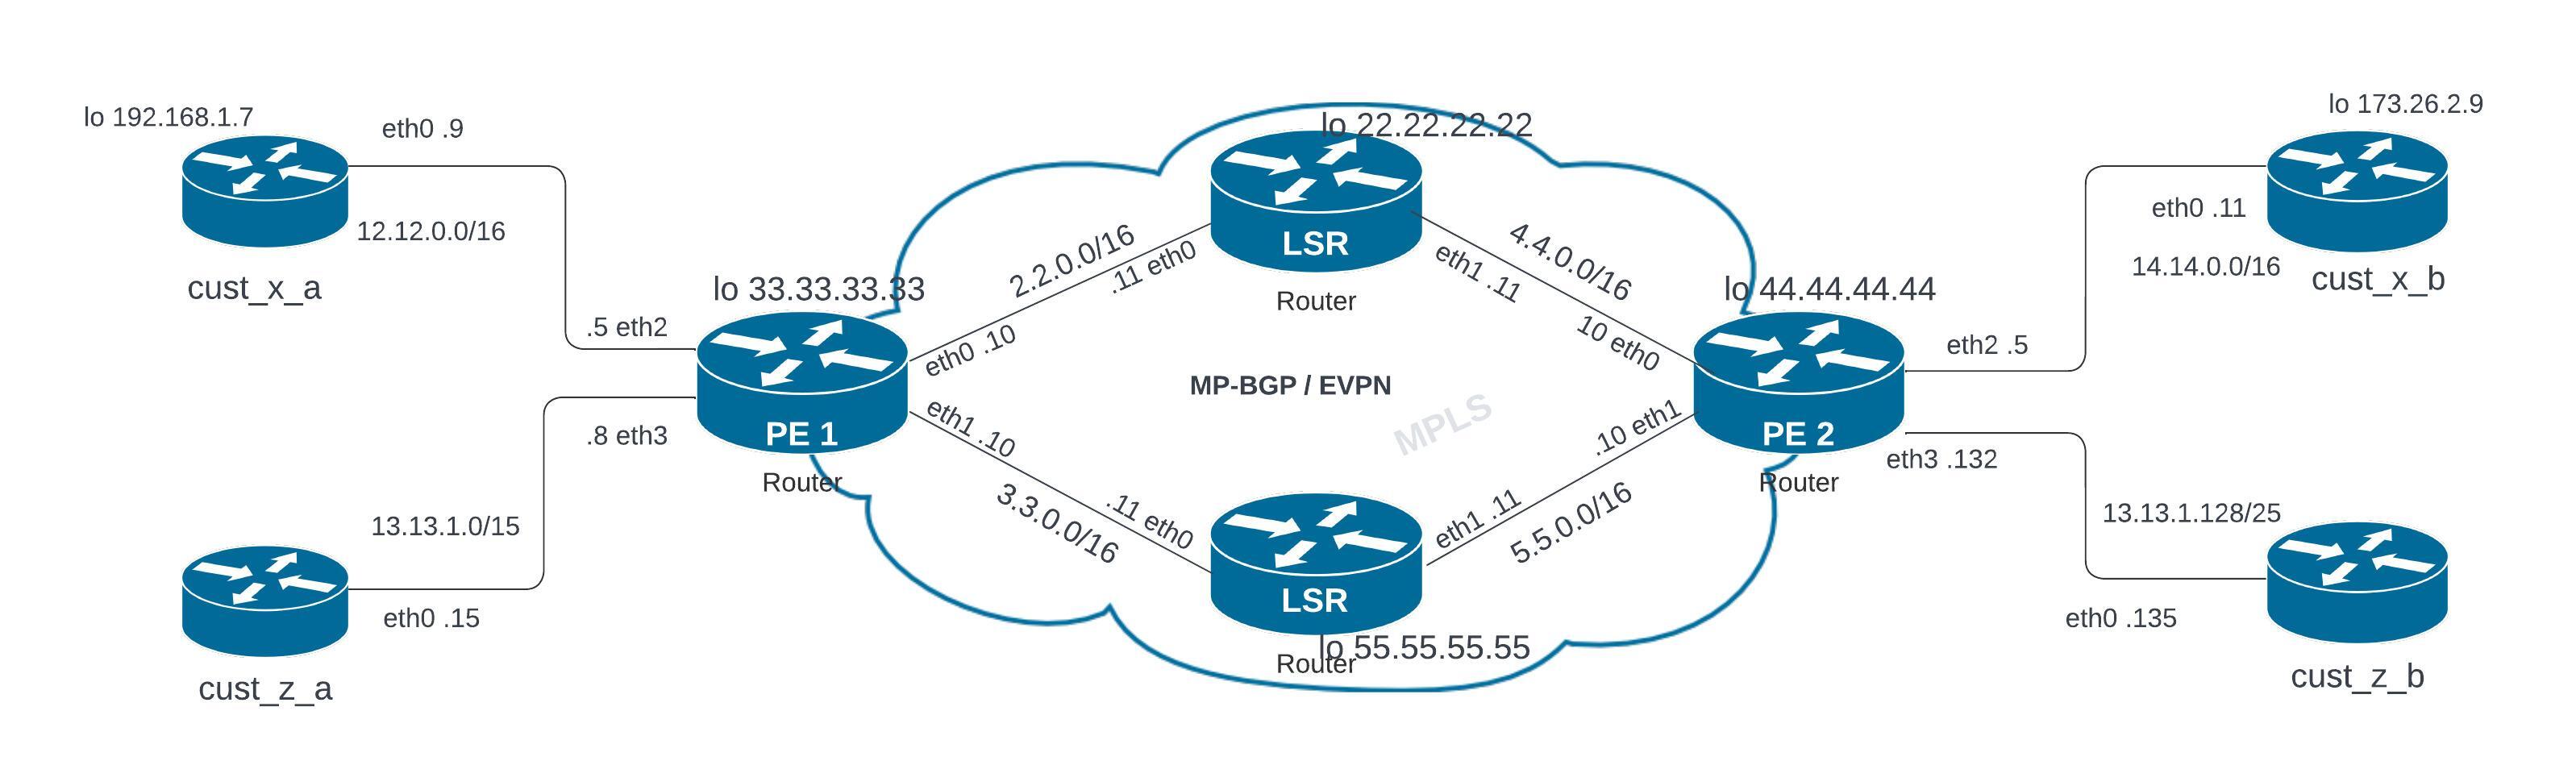 lo 192.168.1.7
eth0 .9
12.12.0.0/16
cust_x_a
.5 eth2
.8 eth3
13.13.1.0/15
eth0 .15
cust_z_a
lo 33.33.33.33
PE 1
Router
eth0 .10
2.2.0.0/16
.11 eth0
eth1 .10
3.3.0.0/16
.11 eth0
lo 22.22.22.22
LSR
Router
MP-BGP / EVPN
MPLS
LSR
Router
lo 55.55.55.55
eth1 .11
4.4.0.0/16
10 eth0
eth1 .11
5.5.0.0/16
.10 eth1
lo 44.44.44.44
PE 2
Router
eth2 .5
eth3 .132
lo 173.26.2.9
eth0 .11
14.14.0.0/16
cust_x_b
13.13.1.128/25
eth0 .135
cust_z_b